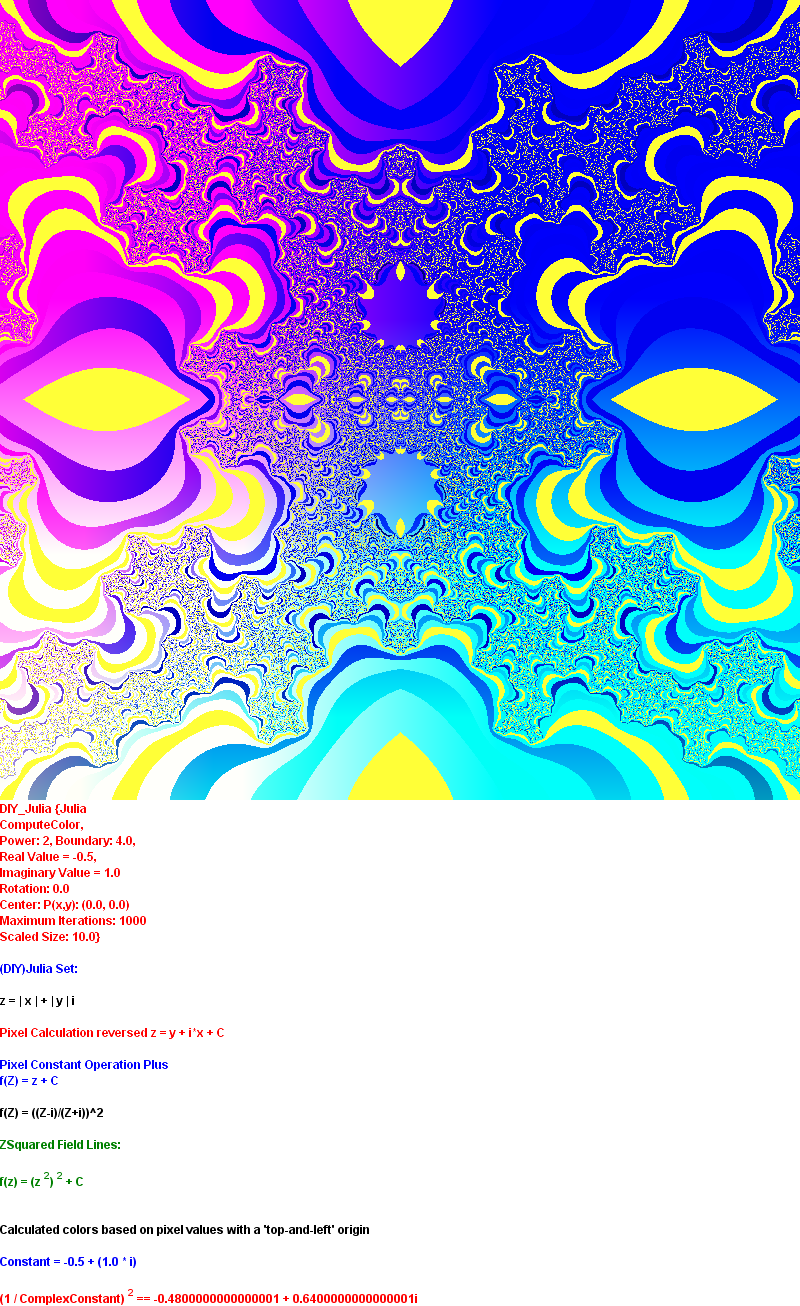 DIY_Julia {Julia
ComputeColor,
Power: 2, Boundary: 4.0,
Real Value = -0.5,
Imaginary Value = 1.0
Rotation: 0.0
Center: P(x,y): (0.0, 0.0)
Maximum Iterations: 1000
Scaled Size: 10.0}
(DIY)Julia Set:
z = | x | + | y | i
Pixel Calculation reversed z = y + i*x + C
Pixel Constant Operation Plus
f(Z) = z + C
f(Z) = ((Z-i)/(Z+i))^2
ZSquared Field Lines:
f(z) = (z 2) 2 + C
Calculated colors based on pixel values with a 'top-and-left' origin
Constant = -0.5 + (1.0 * i)
(1 / ComplexConstant) 2 == -0.4800000000000001 + 0.6400000000000001i